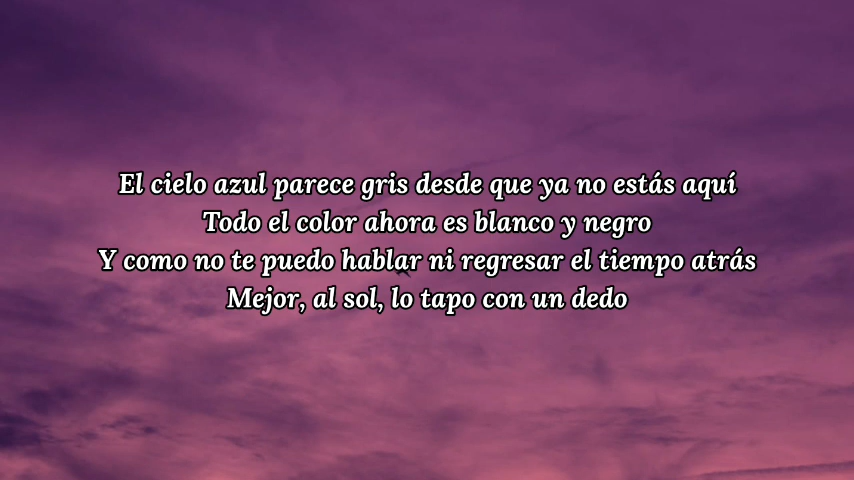 El cielo azul parece gris desde que ya no estás aquí
Todo el color ahora es blanco y negro
Y como no te puedo hablar ni regresar el tiempo atrás
Mejor, al sol, lo tapo con un dedo